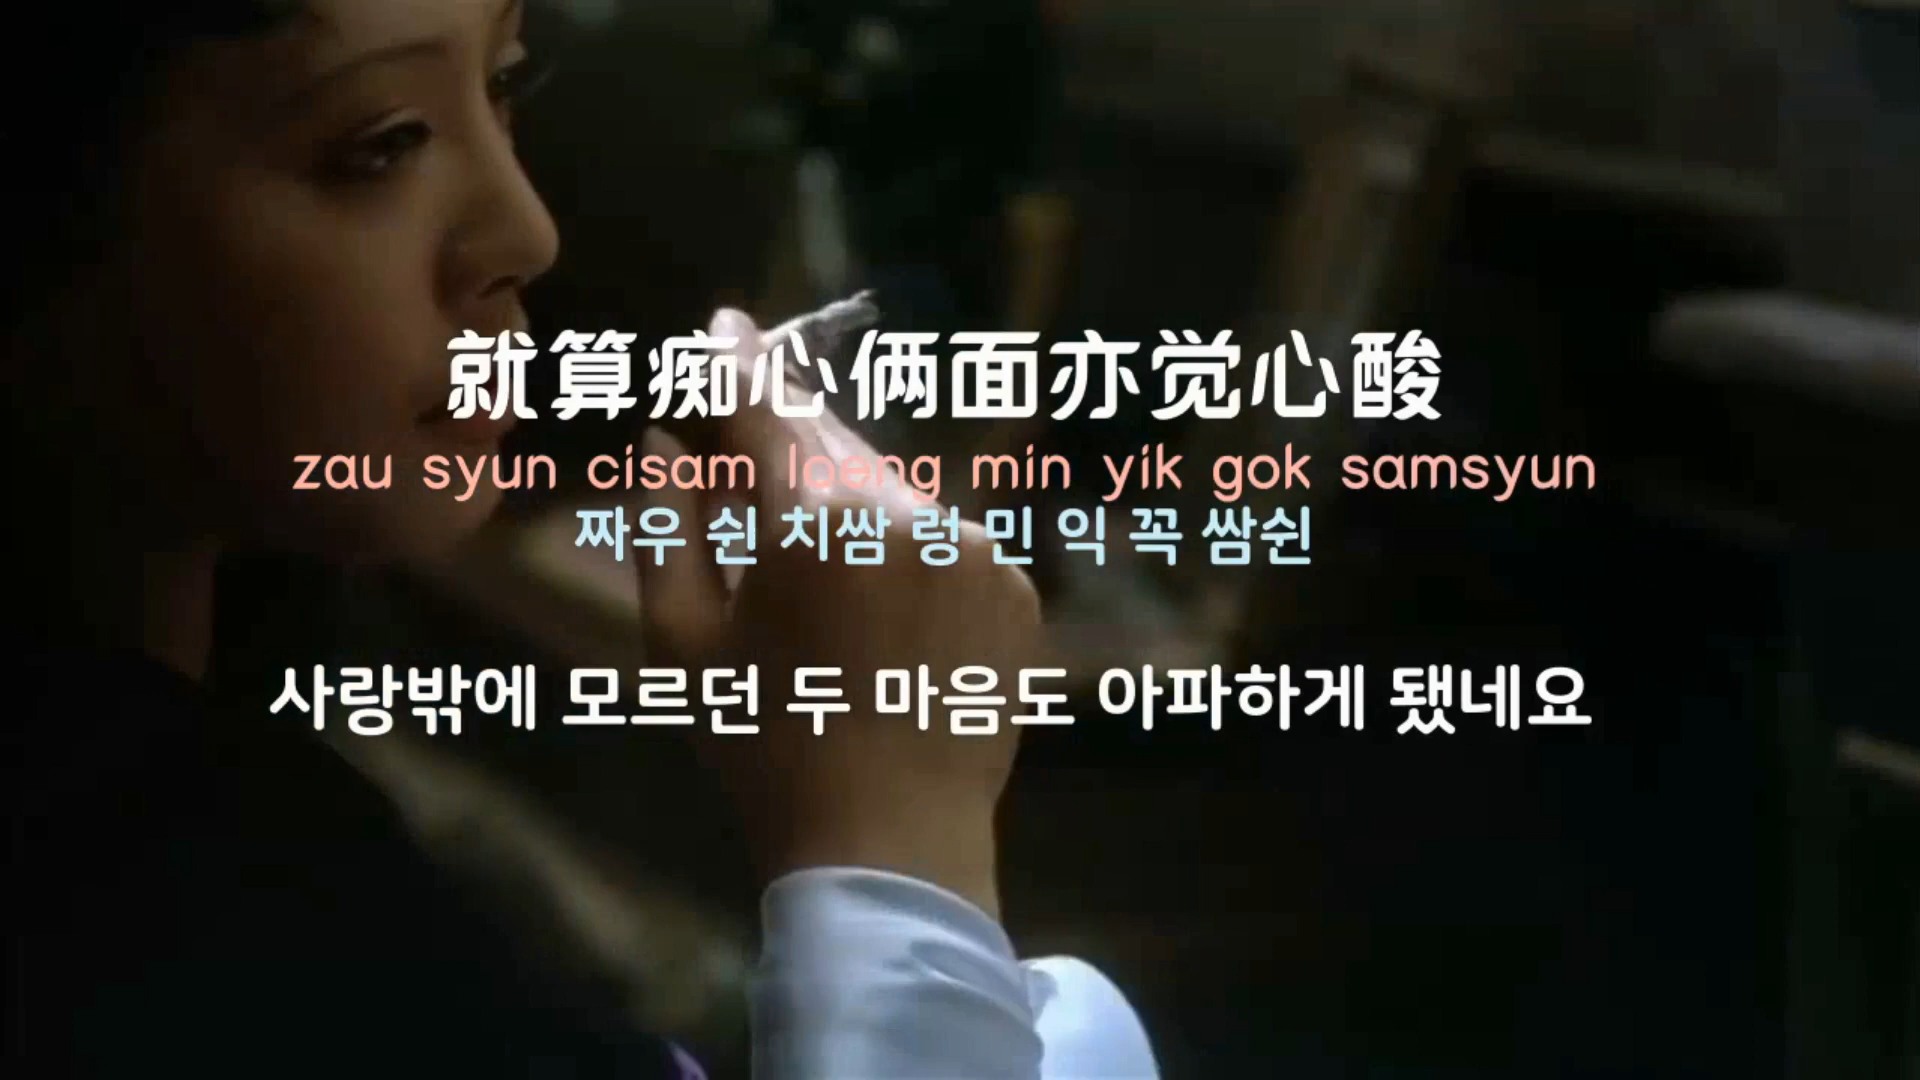 就算痴心俩面亦觉心酸
zau syun cisam loeng min yik gok samsyun
짜우 쉰 치쌈 렁 민 익 꼭 쌈쉰
사랑밖에 모르던 두 마음도 아파하게 됐네요